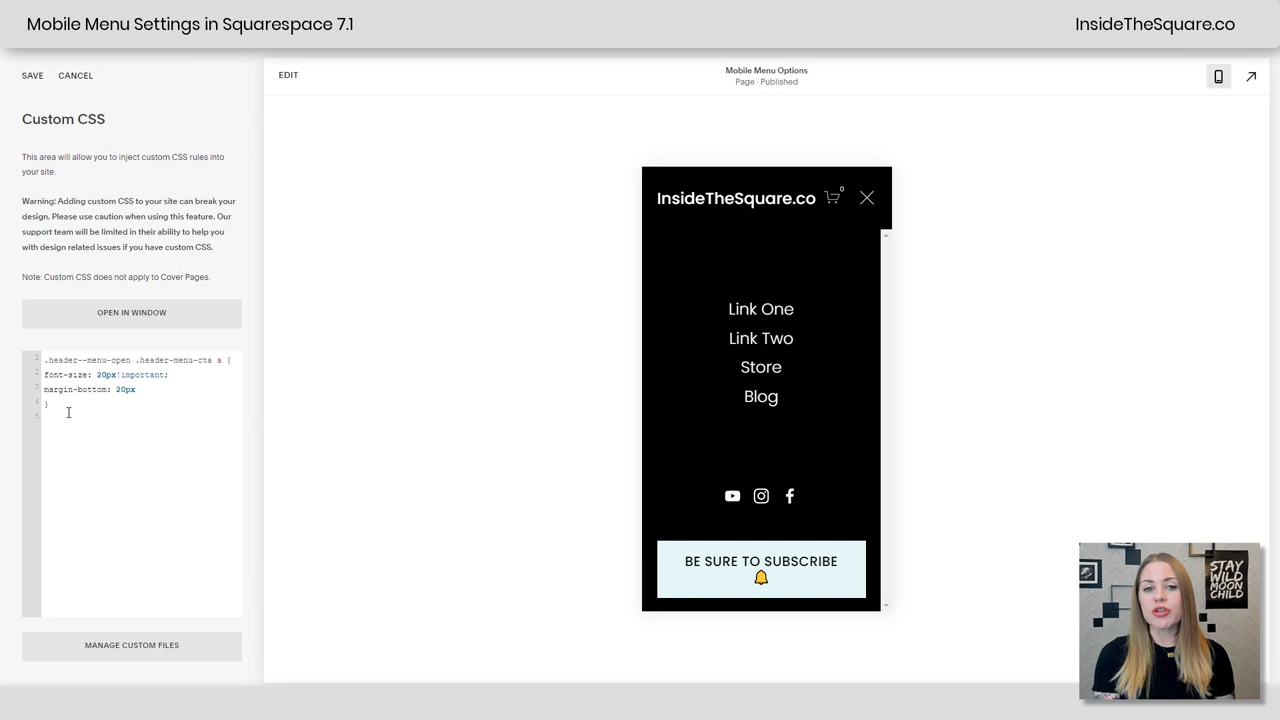 Mobile Menu Settings in Squarespace 7.1
InsideTheSquare.co
SAVE CANCEL
EDIT
Mobile Menu Options
Page · Published
Custom CSS
This area will allow you to inject custom CSS rules into
your site.
Warning: Adding custom CSS to your site can break your
design. Please use caution when using this feature. Our
support team will be limited in their ability to help you
with design related issues if you have custom CSS.
Note: Custom CSS does not apply to Cover Pages.
OPEN IN WINDOW
1 .header--menu-open .header-menu-cta a {
2 font-size: 20px!important;
3 margin-bottom: 20px
4 }
5
MANAGE CUSTOM FILES
InsideTheSquare.co 0
Link One
Link Two
Store
Blog
BE SURE TO SUBSCRIBE
🔔
STAY
WILD
MOON
CHILD